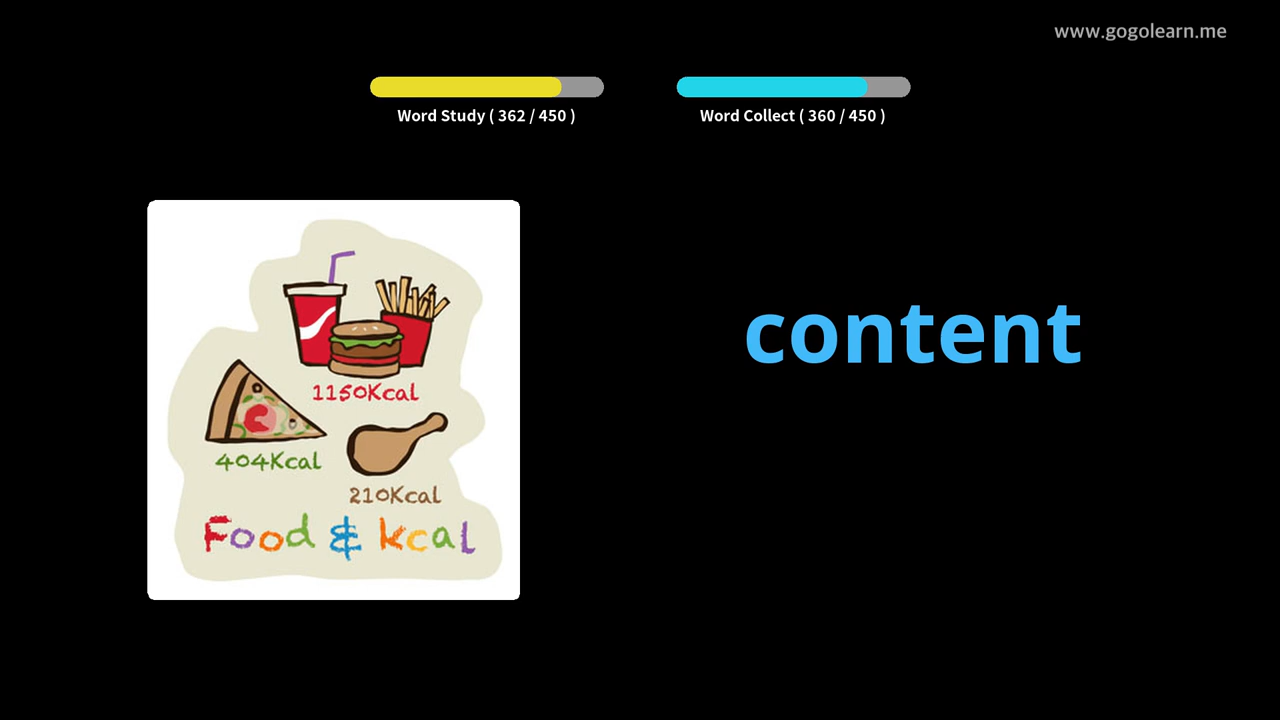 www.gogolearn.me
Word Study ( 362 / 450 )
Word Collect ( 360 / 450 )
1150Kcal
404Kcal
210Kcal
Food & kcal
content